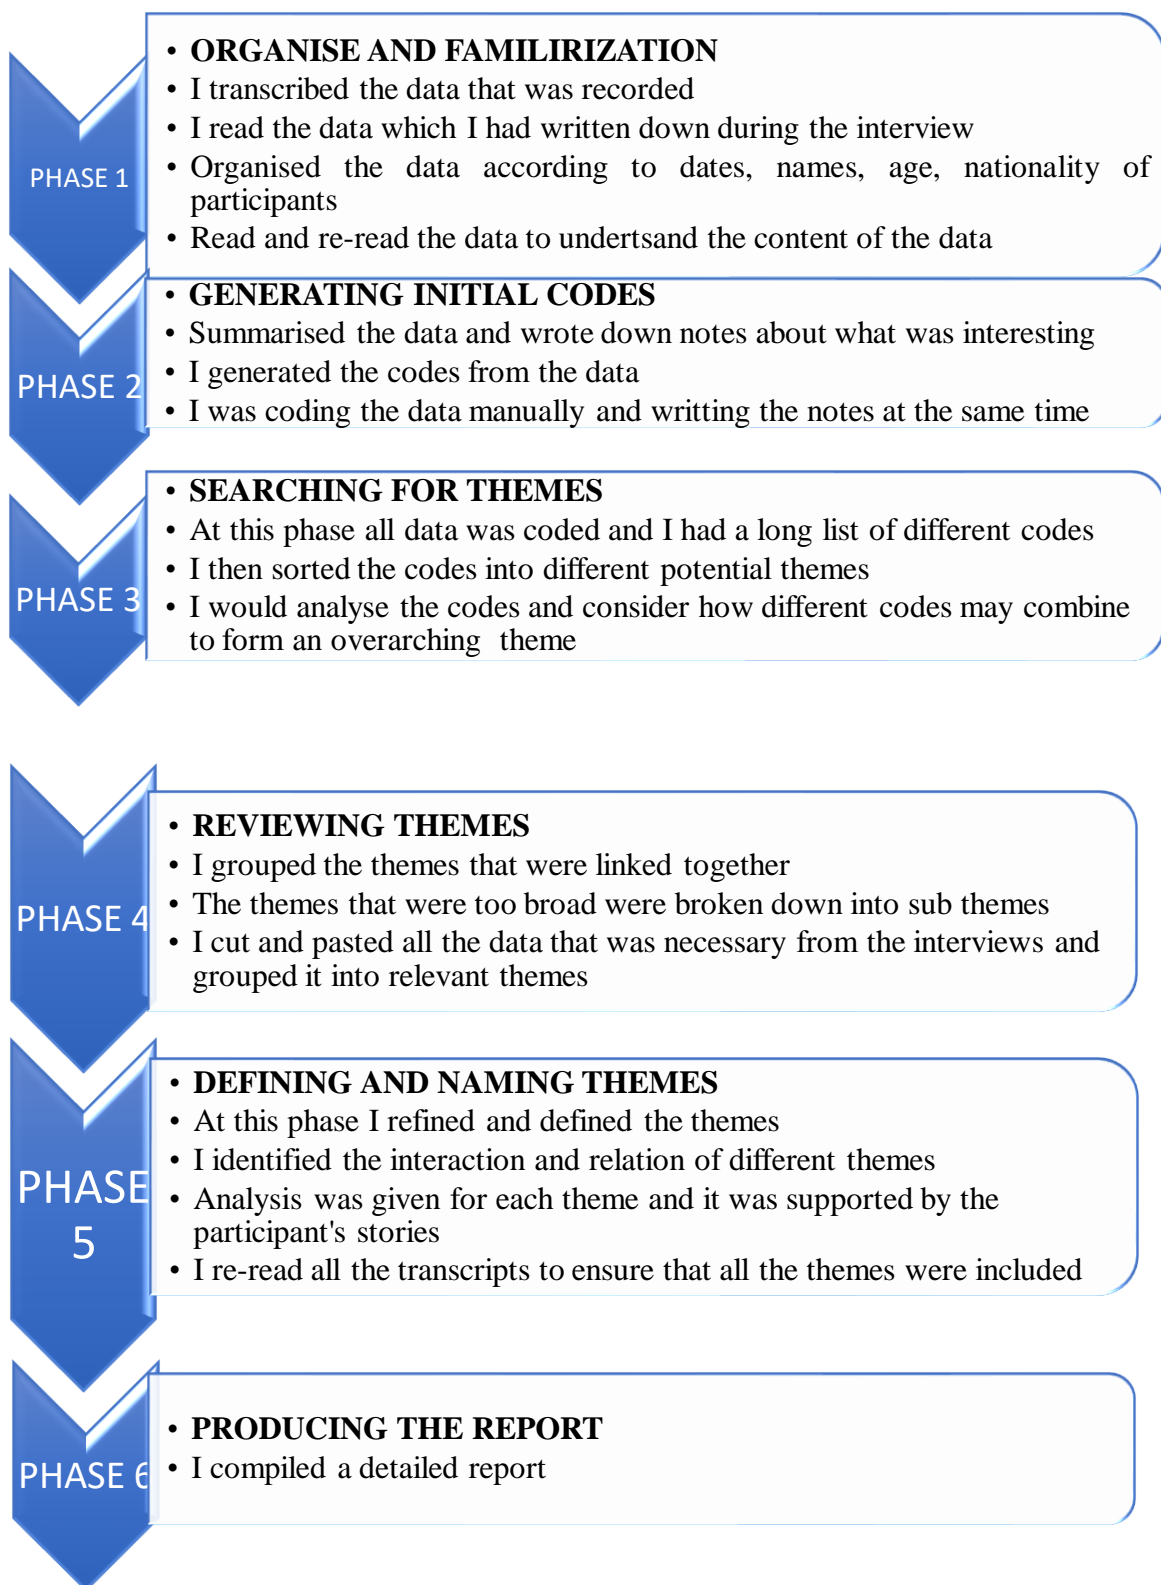 PHASE 1
• ORGANISE AND FAMILIRIZATION
• I transcribed the data that was recorded
• I read the data which I had written down during the interview
• Organised the data according to dates, names, age, nationality of
participants
• Read and re-read the data to undertsand the content of the data
PHASE 2
• GENERATING INITIAL CODES
• Summarised the data and wrote down notes about what was interesting
• I generated the codes from the data
• I was coding the data manually and writting the notes at the same time
PHASE 3
• SEARCHING FOR THEMES
• At this phase all data was coded and I had a long list of different codes
• I then sorted the codes into different potential themes
• I would analyse the codes and consider how different codes may combine
to form an overarching theme
PHASE 4
• REVIEWING THEMES
• I grouped the themes that were linked together
• The themes that were too broad were broken down into sub themes
• I cut and pasted all the data that was necessary from the interviews and
grouped it into relevant themes
PHASE
5
• DEFINING AND NAMING THEMES
• At this phase I refined and defined the themes
• I identified the interaction and relation of different themes
• Analysis was given for each theme and it was supported by the
participant's stories
• I re-read all the transcripts to ensure that all the themes were included
PHASE 6
• PRODUCING THE REPORT
• I compiled a detailed report